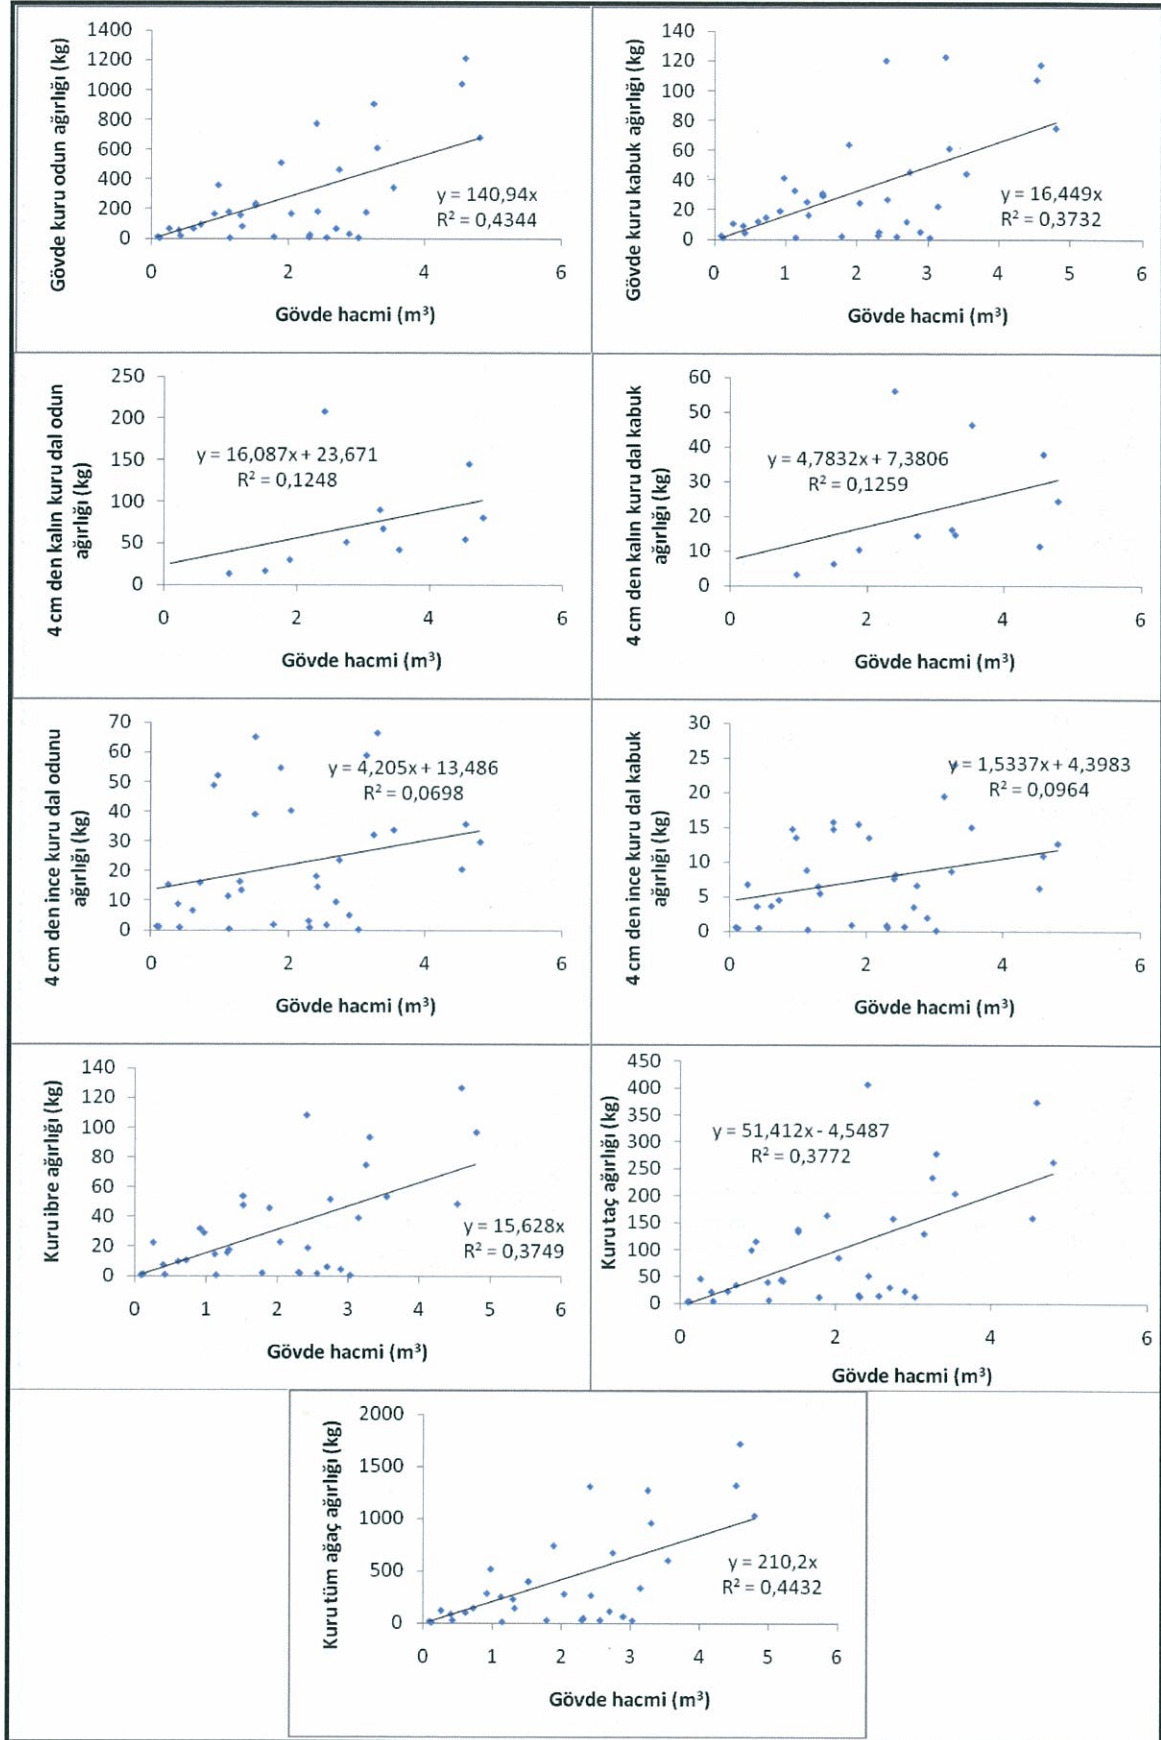 Gövde kuru odun ağırlığı (kg)
1400
1200
1000
800
600
400
200
0
y = 140,94x
R² = 0,4344
0 2 4 6
Gövde hacmi (m³)
Gövde kuru kabuk ağırlığı (kg)
140
120
100
80
60
40
20
0
y = 16,449x
R² = 0,3732
0 1 2 3 4 5 6
Gövde hacmi (m³)
4 cm den kalın kuru dal odun
ağırlığı (kg)
250
200
150
100
50
0
y = 16,087x + 23,671
R² = 0,1248
0 2 4 6
Gövde hacmi (m³)
4 cm den kalın kuru dal kabuk
ağırlığı (kg)
60
50
40
30
20
10
0
y = 4,7832x + 7,3806
R² = 0,1259
0 2 4 6
Gövde hacmi (m³)
4 cm den ince kuru dal odunu
ağırlığı (kg)
70
60
50
40
30
20
10
0
y = 4,205x + 13,486
R² = 0,0698
0 2 4 6
Gövde hacmi (m³)
4 cm den ince kuru dal kabuk
ağırlığı (kg)
30
25
20
15
10
5
0
y = 1,5337x + 4,3983
R² = 0,0964
0 2 4 6
Gövde hacmi (m³)
Kuru ibre ağırlığı (kg)
140
120
100
80
60
40
20
0
y = 15,628x
R² = 0,3749
0 1 2 3 4 5 6
Gövde hacmi (m³)
Kuru taç ağırlığı (kg)
450
400
350
300
250
200
150
100
50
0
y = 51,412x - 4,5487
R² = 0,3772
0 2 4 6
Gövde hacmi (m³)
Kuru tüm ağaç ağırlığı (kg)
2000
1500
1000
500
0
y = 210,2x
R² = 0,4432
0 1 2 3 4 5 6
Gövde hacmi (m³)